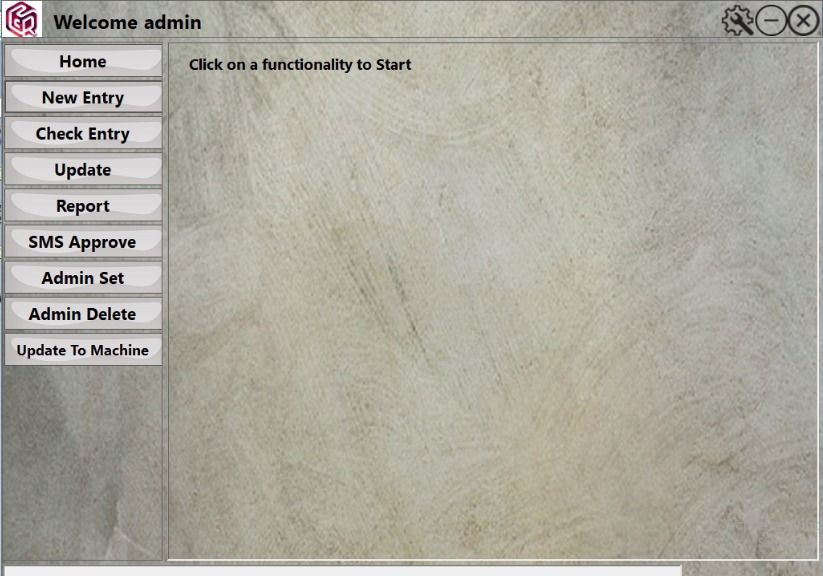 Welcome admin
Home
New Entry
Check Entry
Update
Report
SMS Approve
Admin Set
Admin Delete
Update To Machine
Click on a functionality to Start